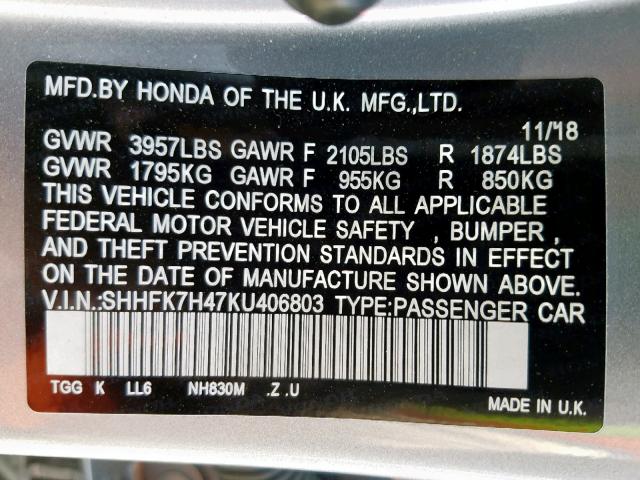 MFD.BY HONDA OF THE U.K. MFG.,LTD.
11/'18
GVWR 3957LBS GAWR F 2105LBS R 1874LBS
GVWR 1795KG GAWR F 955KG R 850KG
THIS VEHICLE CONFORMS TO ALL APPLICABLE
FEDERAL MOTOR VEHICLE SAFETY , BUMPER ,
AND THEFT PREVENTION STANDARDS IN EFFECT
ON THE DATE OF MANUFACTURE SHOWN ABOVE.
V.I.N.:SHHFK7H47KU406803 TYPE:PASSENGER CAR
TGG K LL6 NH830M .Z .U
MADE IN U.K.